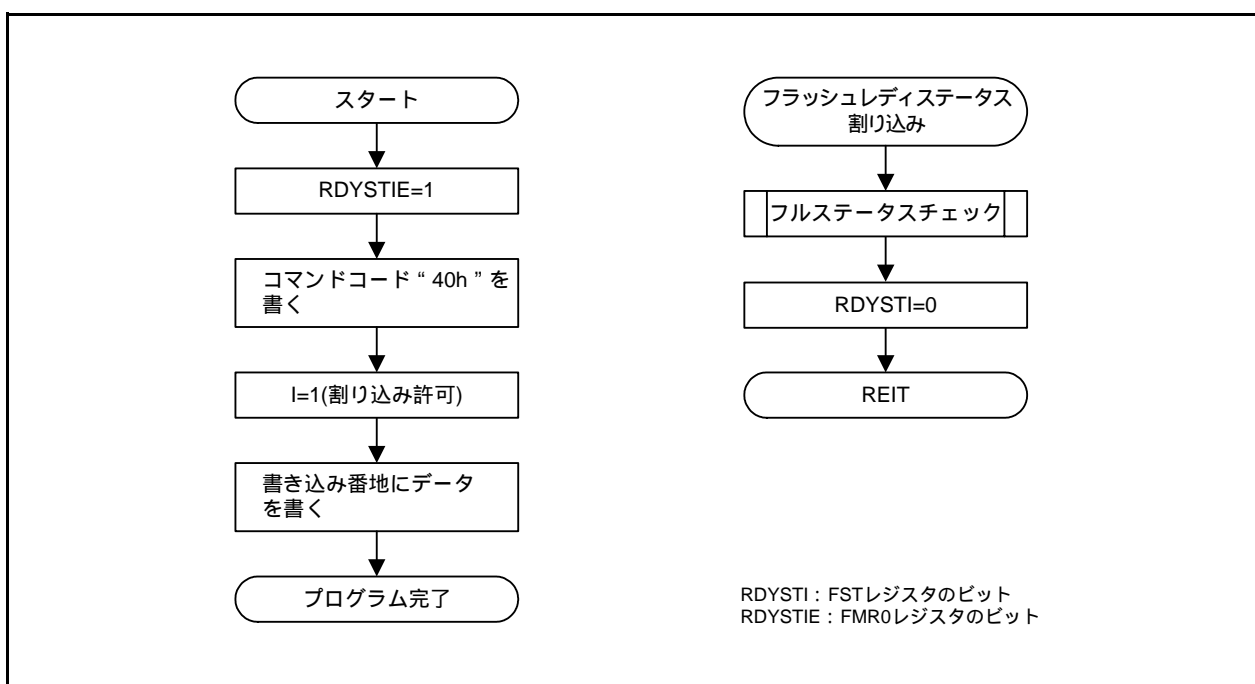 スタート
RDYSTIE=1
コマンドコード“ 40h ”を
書く
I=1(割り込み許可)
書き込み番地にデータ
を書く
プログラム完了
フラッシュレディステータス
割り込み
フルステータスチェック
RDYSTI=0
REIT
RDYSTI : FSTレジスタのビット
RDYSTIE : FMR0レジスタのビット